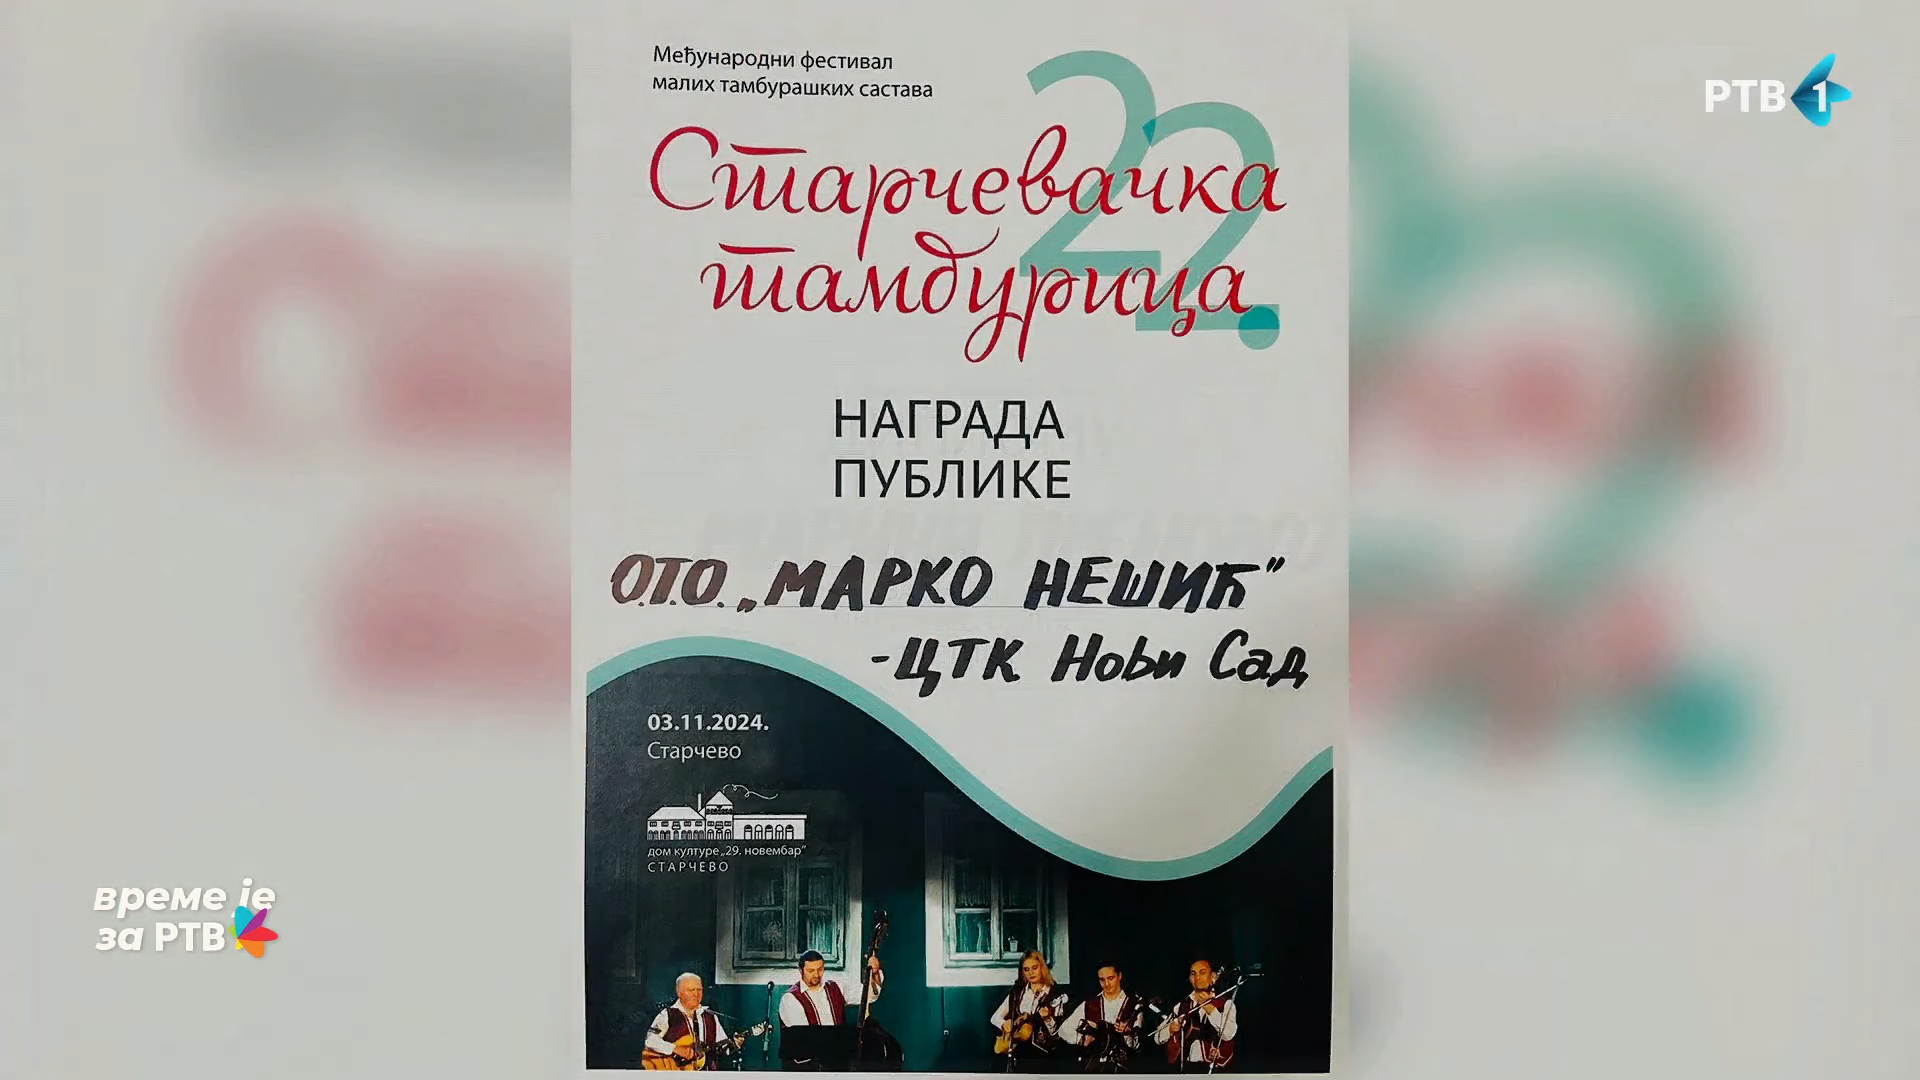 Међународни фестивал
малих тамбурашких састава
22.
Старчевачка
тамбурица
НАГРАДА
ПУБЛИКЕ
О.Т.О. „МАРКО НЕШИЋ”
-ЦТК Нови Сад
03.11.2024.
Старчево
дом културе „29. новембар”
СТАРЧЕВО
РТВ 1
време је
за РТВ